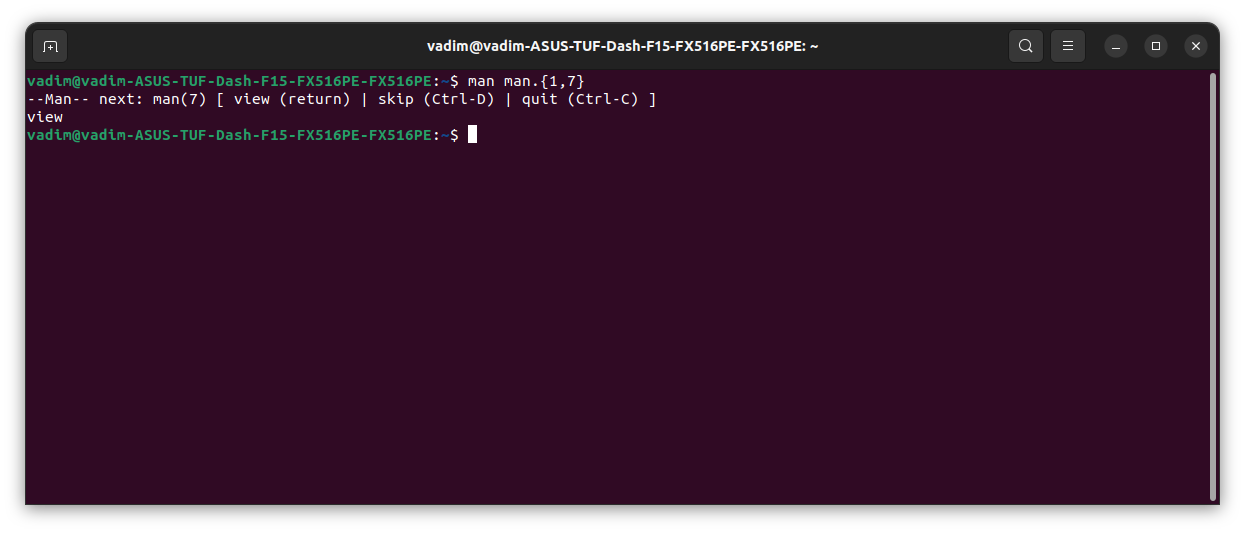 vadim@vadim-ASUS-TUF-Dash-F15-FX516PE-FX516PE: ~
vadim@vadim-ASUS-TUF-Dash-F15-FX516PE-FX516PE:~$ man man.{1,7}
--Man-- next: man(7) [ view (return) | skip (Ctrl-D) | quit (Ctrl-C) ]
view
vadim@vadim-ASUS-TUF-Dash-F15-FX516PE-FX516PE:~$